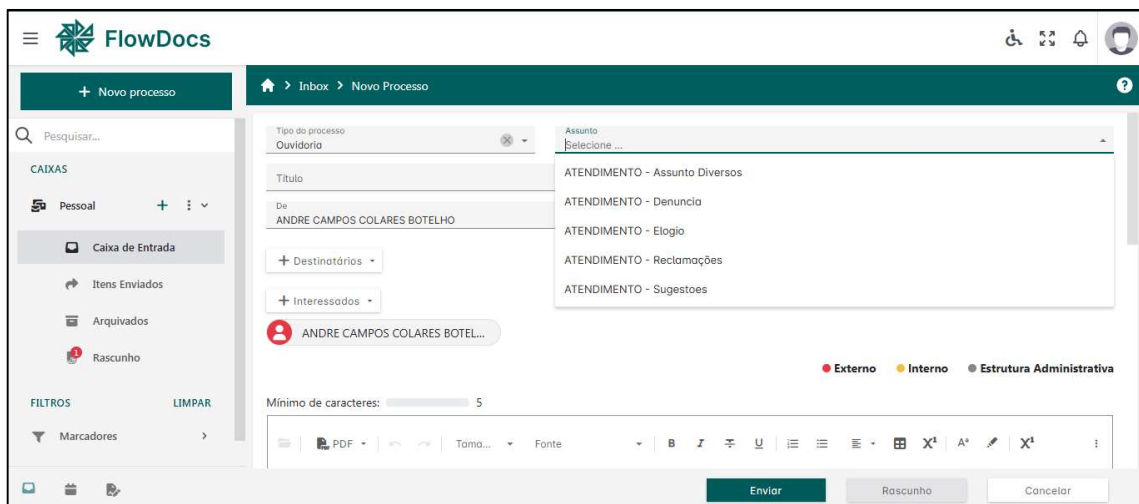 FlowDocs
+ Novo processo
Inbox > Novo Processo
?
Pesquisar...
CAIXAS
Pessoal
Caixa de Entrada
Itens Enviados
Arquivados
1
Rascunho
FILTROS LIMPAR
Marcadores
Tipo do processo
Ouvidoria
Assunto
Selecione ...
ATENDIMENTO - Assunto Diversos
ATENDIMENTO - Denuncia
ATENDIMENTO - Elogio
ATENDIMENTO - Reclamações
ATENDIMENTO - Sugestoes
Título
De
ANDRE CAMPOS COLARES BOTELHO
+ Destinatários
+ Interessados
ANDRE CAMPOS COLARES BOTEL...
Externo Interno Estrutura Administrativa
Mínimo de caracteres: 5
PDF Tama... Fonte B I U X¹ X¹
Enviar Rascunho Cancelar